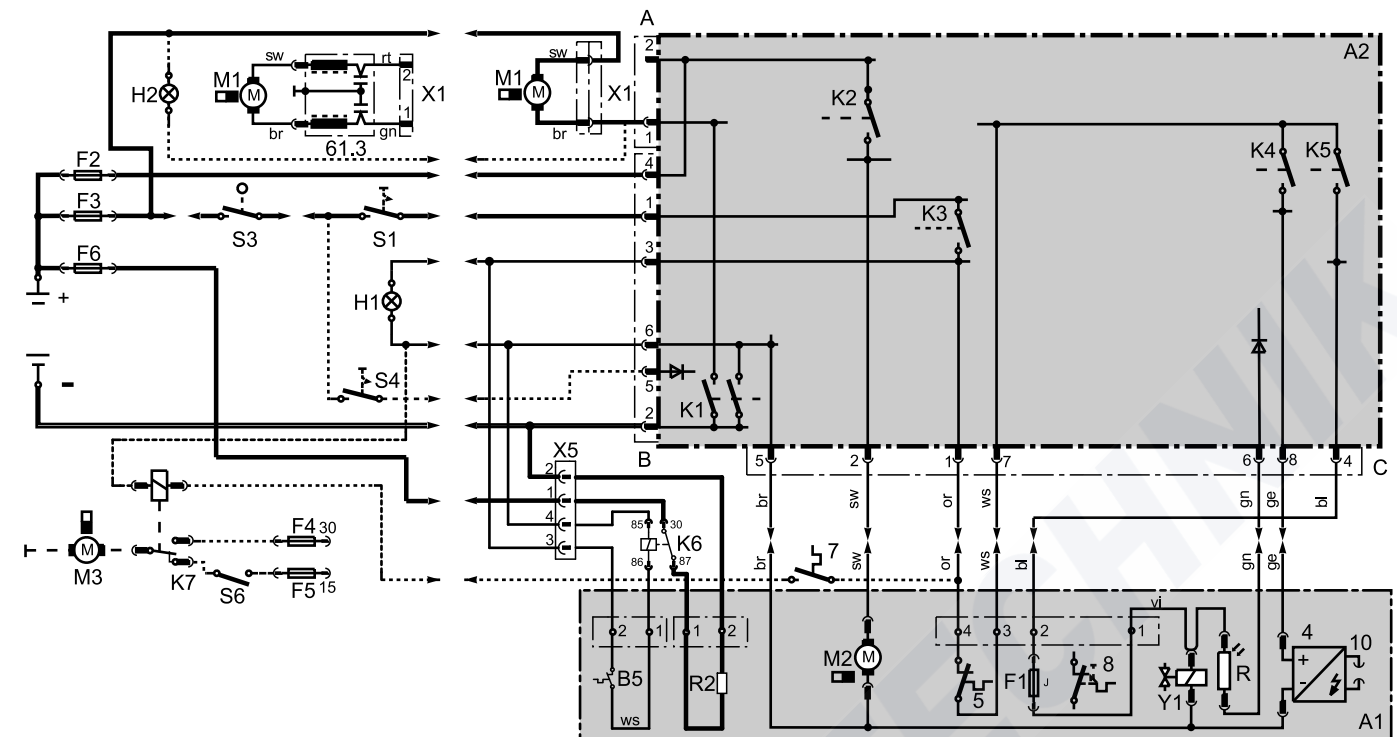 A
A2
2
sw
rt
2
X1
H2
M1
M
1
br
gn
61.3
sw
M1
M
X1
br
1
K2
K4
K5
F2
4
F3
S3
S1
1
K3
3
F6
+
H1
6
-
S4
5
K1
2
B
C
5
2
1
7
6
8
4
X5
2
1
4
3
br
sw
or
ws
gn
ge
bl
85
30
K6
86
87
F4 30
M
M3
K7
S6
F5 15
7
br
sw
or
ws
bl
gn
ge
vi
2
1
1
2
4
3
2
1
4
10
M2
M
8
B5
R2
5
F1
J
Y1
R
+
-
ws
A1
TECHNIK